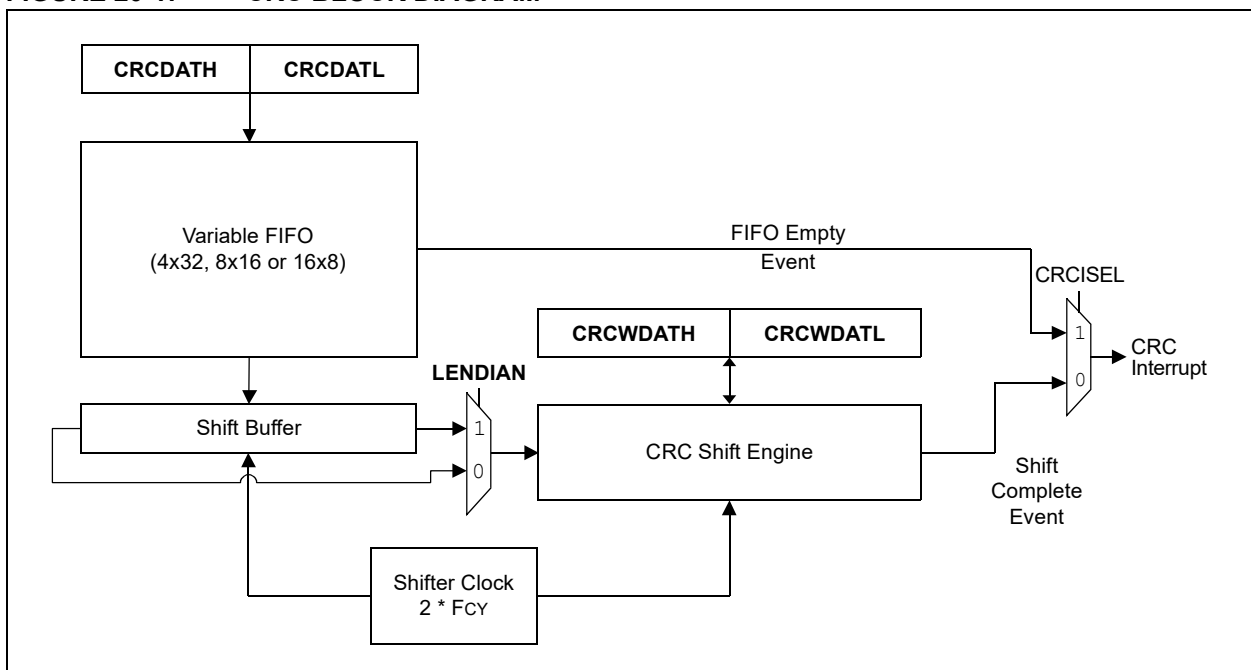 CRCDATH
CRCDATL
Variable FIFO
(4x32, 8x16 or 16x8)
FIFO Empty
Event
CRCISEL
1
0
CRC
Interrupt
CRCWDATH
CRCWDATL
LENDIAN
Shift Buffer
1
0
CRC Shift Engine
Shift
Complete
Event
Shifter Clock
2 * FCY